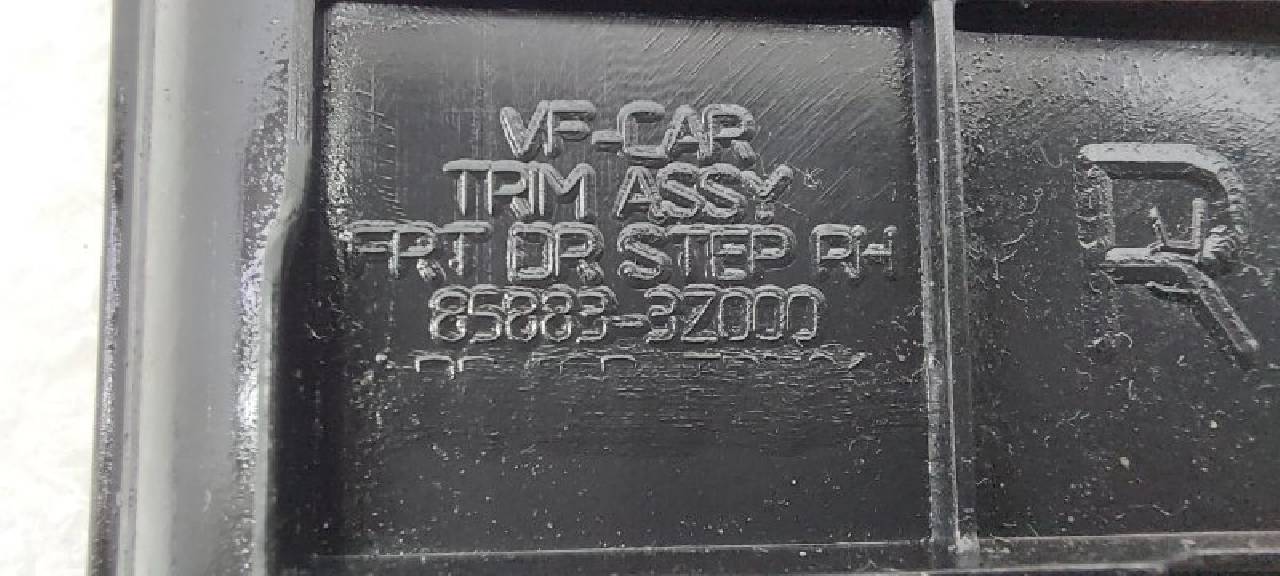 VF-CAR
TRIM ASSY
FRT DR STEP RH
85883-3Z000
R